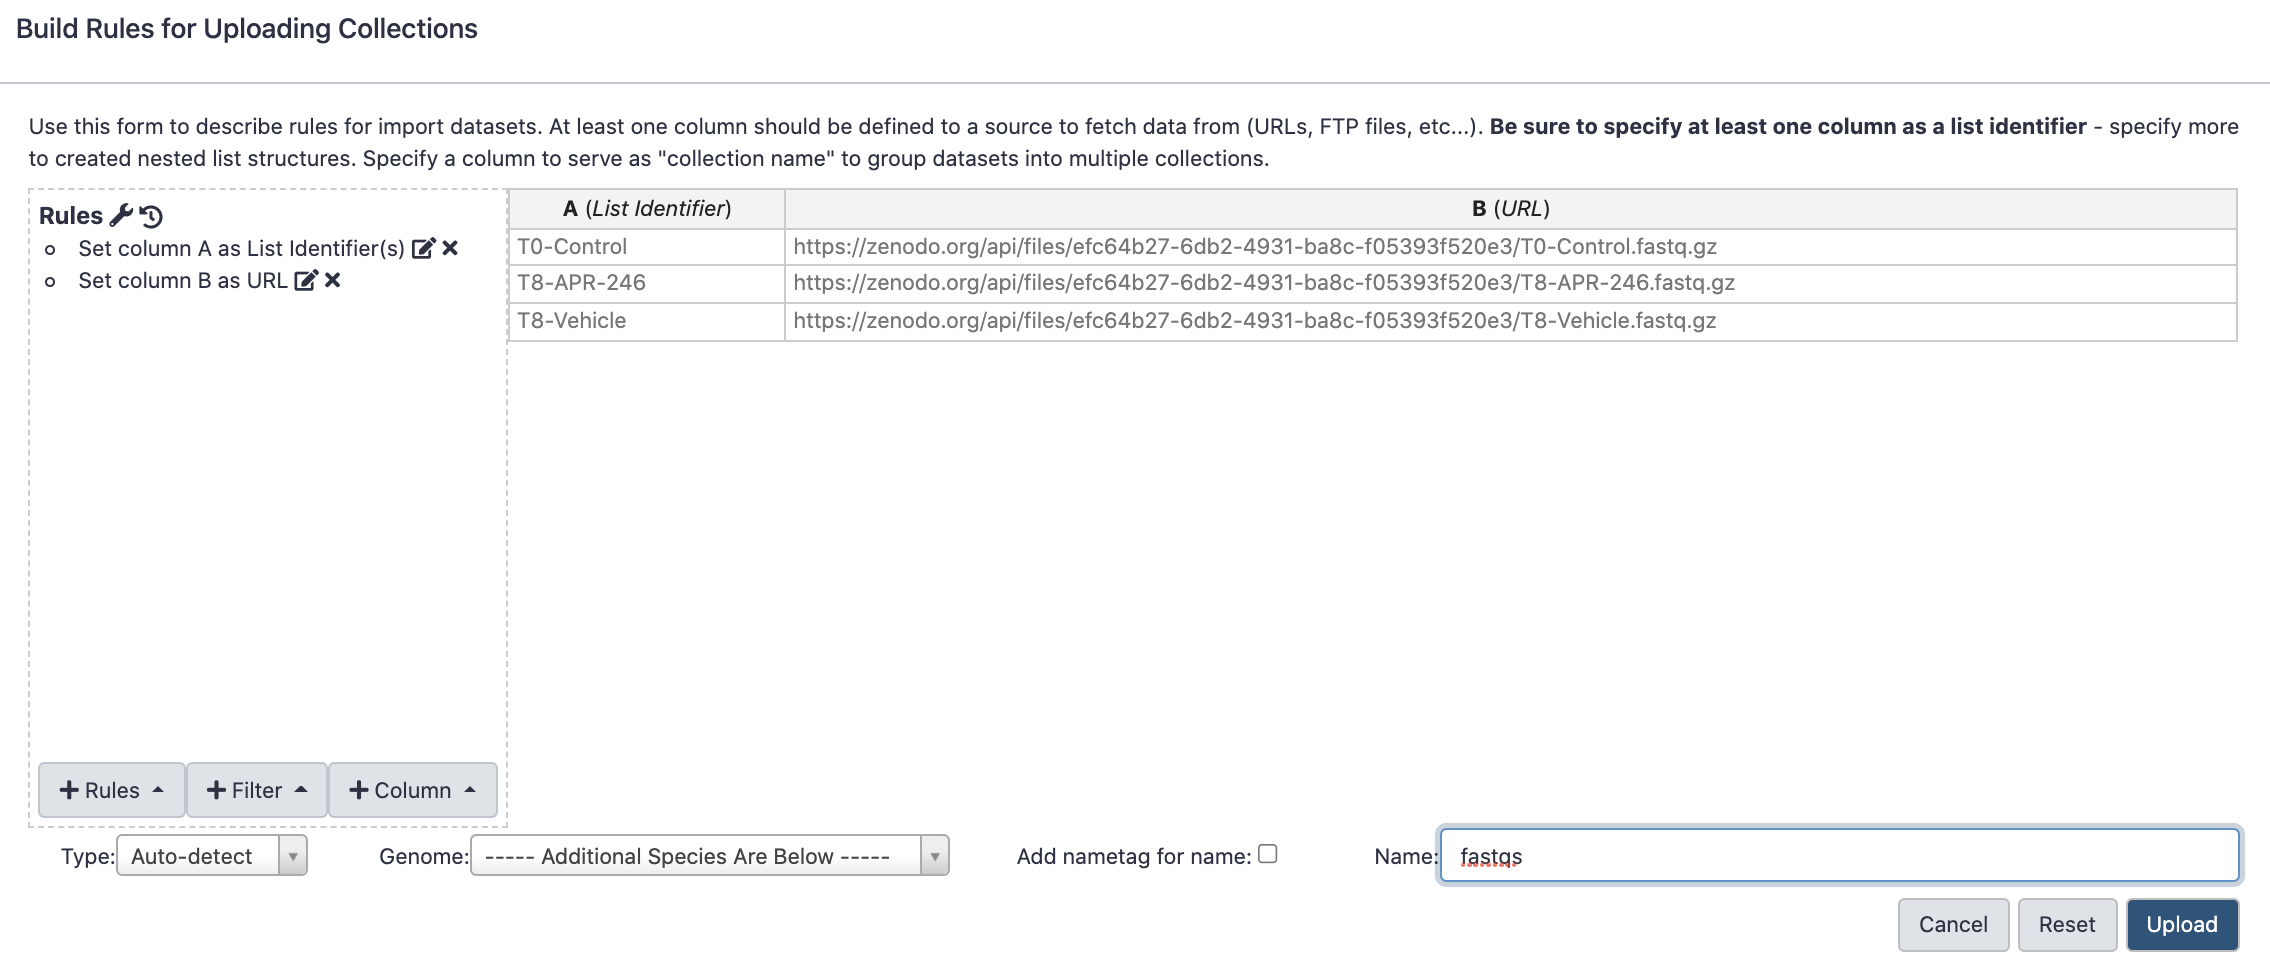 Build Rules for Uploading Collections
Use this form to describe rules for import datasets. At least one column should be defined to a source to fetch data from (URLs, FTP files, etc...). Be sure to specify at least one column as a list identifier - specify more
to created nested list structures. Specify a column to serve as "collection name" to group datasets into multiple collections.
Rules
Set column A as List Identifier(s)
Set column B as URL
A (List Identifier) B (URL)
T0-Control https://zenodo.org/api/files/efc64b27-6db2-4931-ba8c-f05393f520e3/T0-Control.fastq.gz
T8-APR-246 https://zenodo.org/api/files/efc64b27-6db2-4931-ba8c-f05393f520e3/T8-APR-246.fastq.gz
T8-Vehicle https://zenodo.org/api/files/efc64b27-6db2-4931-ba8c-f05393f520e3/T8-Vehicle.fastq.gz
+ Rules + Filter + Column
Type: Auto-detect Genome: ----- Additional Species Are Below ----- Add nametag for name: Name: fastqs
Cancel Reset Upload